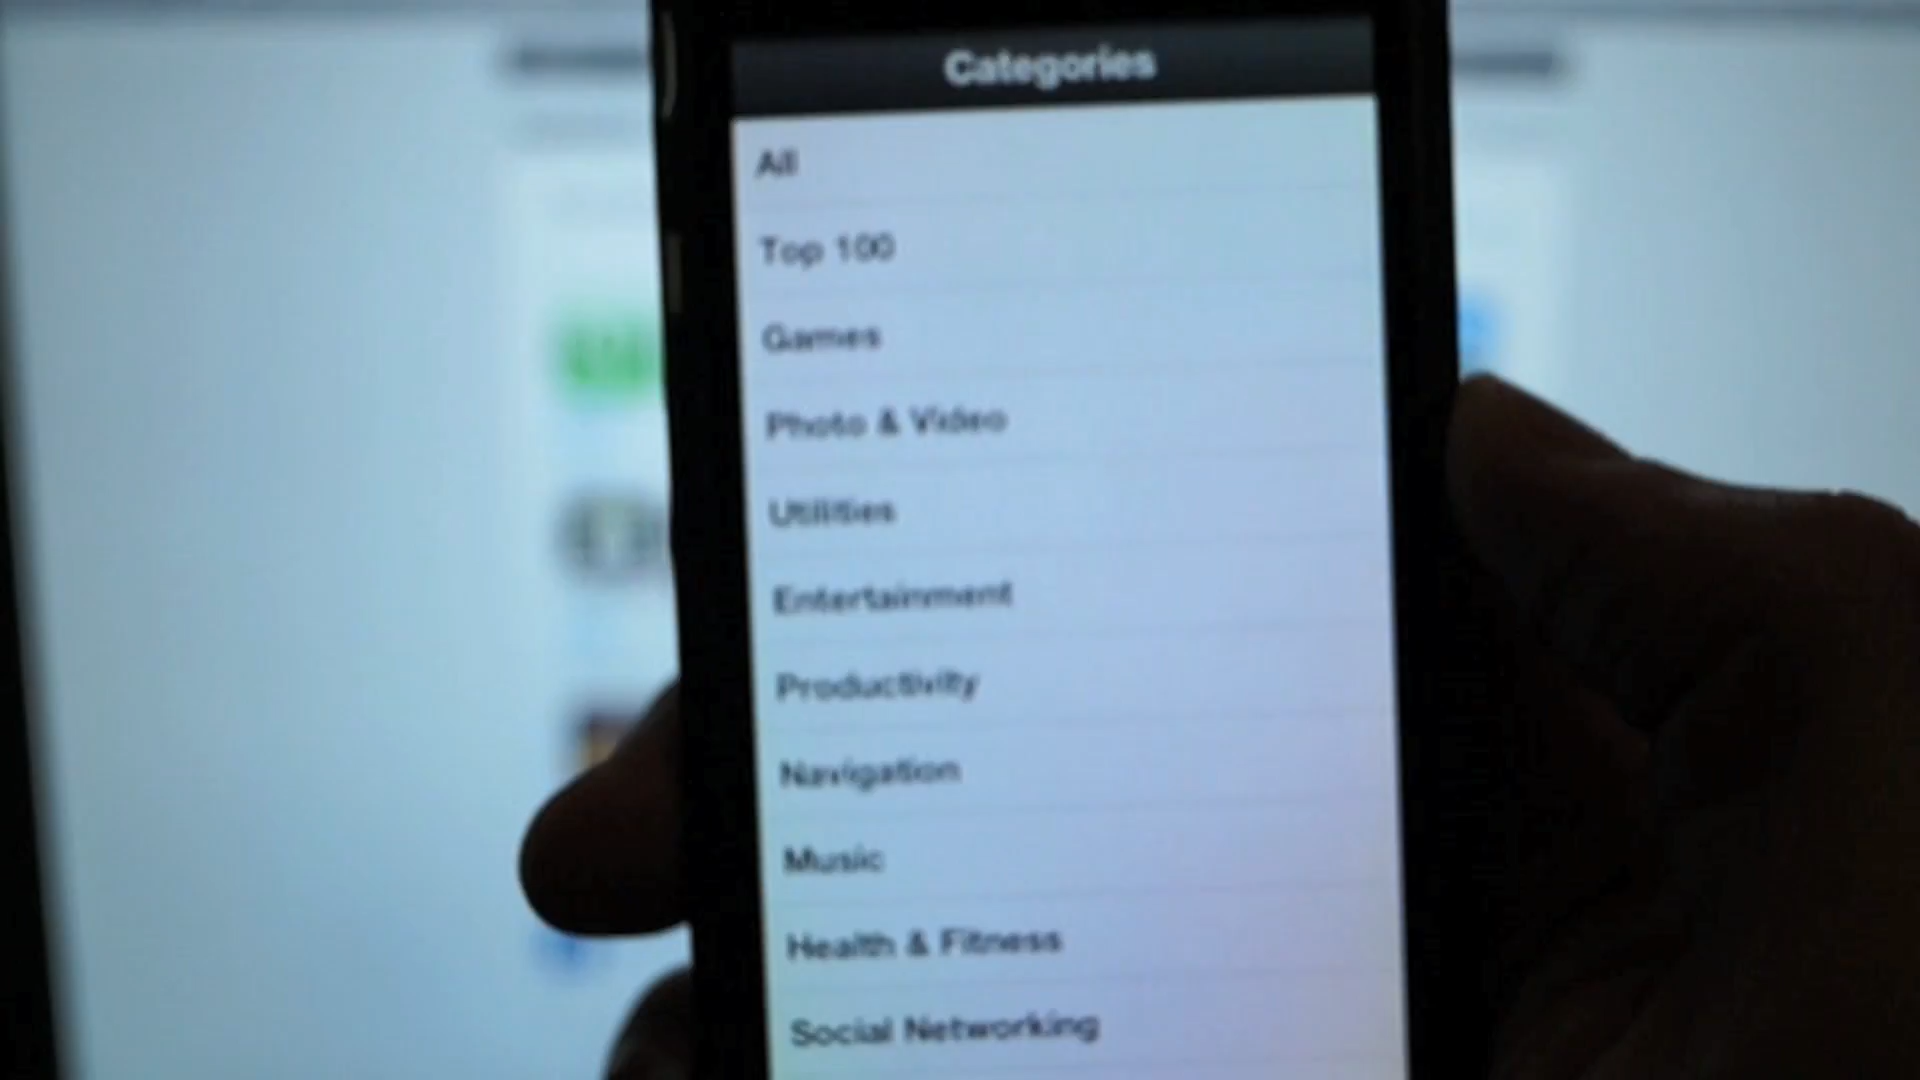 Categories
All
Top 100
Games
Photo & Video
Utilities
Entertainment
Productivity
Navigation
Music
Health & Fitness
Social Networking